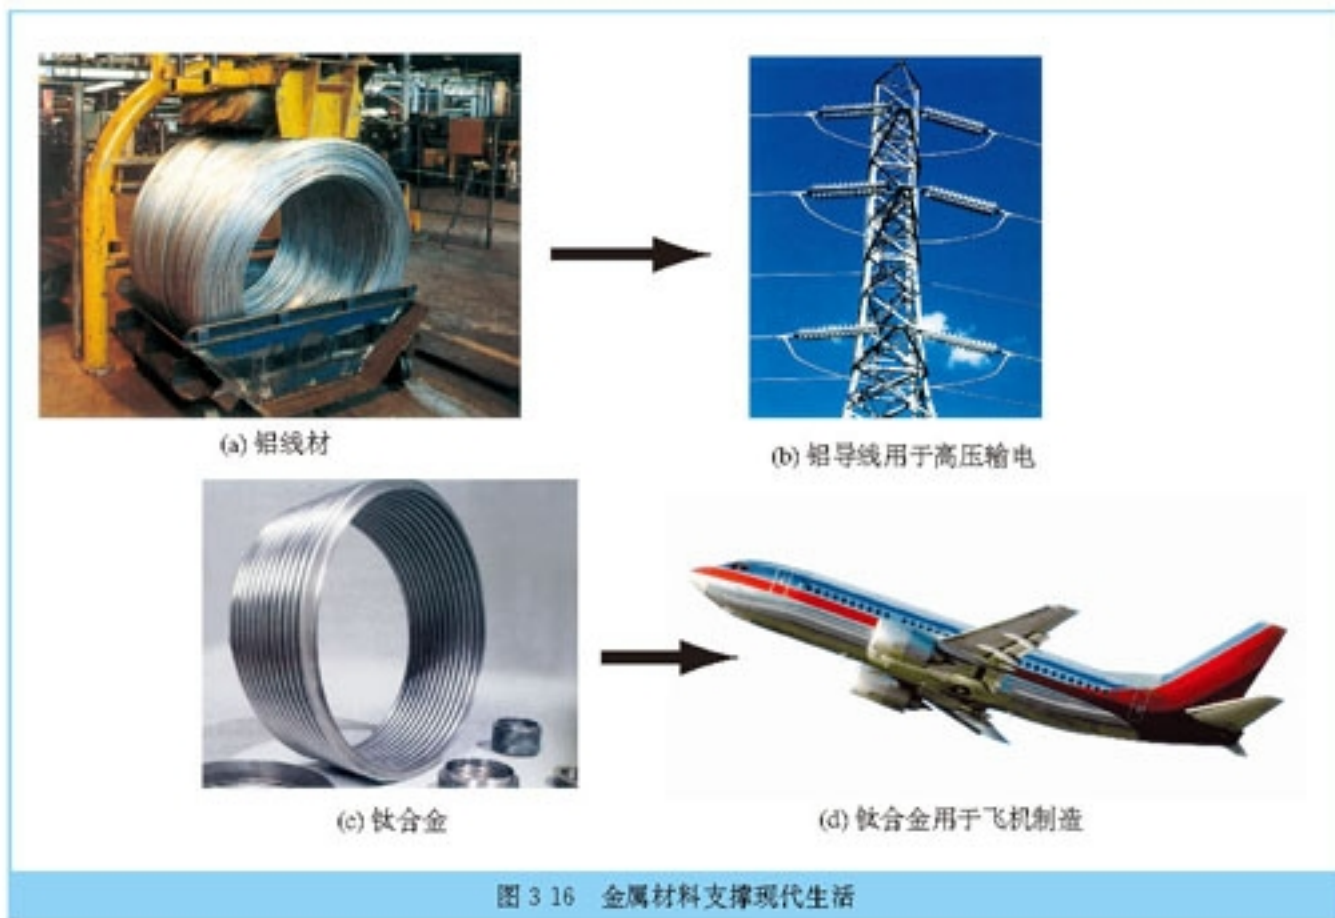 (a) 铝线材
(b) 铝导线用于高压输电
(c) 钛合金
(d) 钛合金用于飞机制造
图 3 16 金属材料支撑现代生活